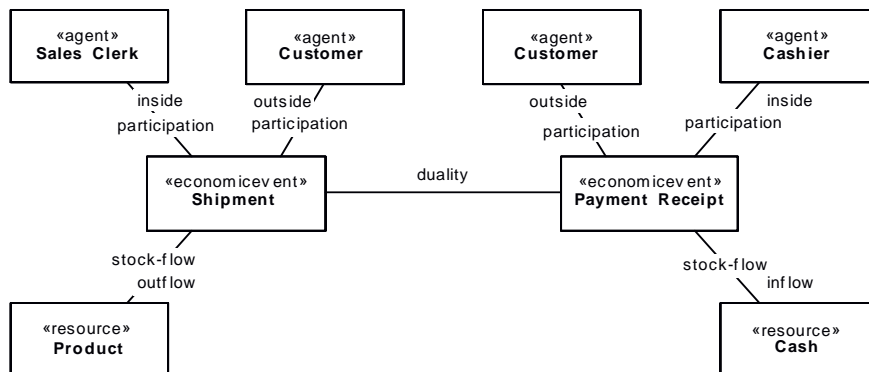 «agent»
Sales Clerk
«agent»
Customer
«agent»
Customer
«agent»
Cashier
inside
participation
outside
participation
outside
participation
inside
participation
«economicevent»
Shipment
duality
«economicevent»
Payment Receipt
stock-flow
outflow
stock-flow
inflow
«resource»
Product
«resource»
Cash